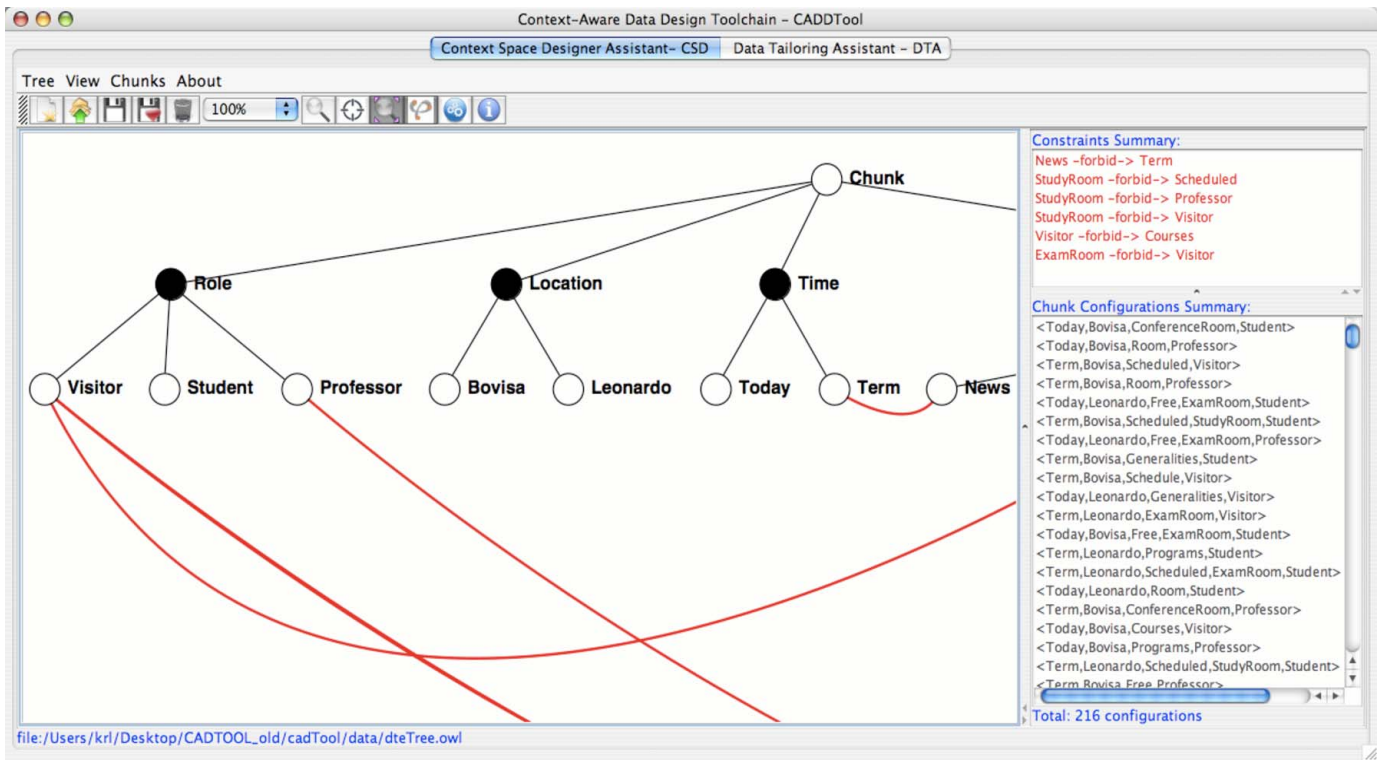 Context-Aware Data Design Toolchain - CADDTool
Context Space Designer Assistant- CSD Data Tailoring Assistant - DTA
Tree View Chunks About
100%
Chunk
Role Location Time
Visitor Student Professor Bovisa Leonardo Today Term News
Constraints Summary:
News -forbid-> Term
StudyRoom -forbid-> Scheduled
StudyRoom -forbid-> Professor
StudyRoom -forbid-> Visitor
Visitor -forbid-> Courses
ExamRoom -forbid-> Visitor
Chunk Configurations Summary:
<Today,Bovisa,ConferenceRoom,Student>
<Today,Bovisa,Room,Professor>
<Term,Bovisa,Scheduled,Visitor>
<Term,Bovisa,Room,Professor>
<Today,Leonardo,Free,ExamRoom,Student>
<Term,Bovisa,Scheduled,StudyRoom,Student>
<Today,Leonardo,Free,ExamRoom,Professor>
<Term,Bovisa,Generalities,Student>
<Term,Bovisa,Schedule,Visitor>
<Today,Leonardo,Generalities,Visitor>
<Term,Leonardo,ExamRoom,Visitor>
<Today,Bovisa,Free,ExamRoom,Student>
<Term,Leonardo,Programs,Student>
<Term,Leonardo,Scheduled,ExamRoom,Student>
<Today,Leonardo,Room,Student>
<Term,Bovisa,ConferenceRoom,Professor>
<Today,Bovisa,Courses,Visitor>
<Today,Bovisa,Programs,Professor>
<Term,Leonardo,Scheduled,StudyRoom,Student>
<Term,Bovisa,Free,Professor>
Total: 216 configurations
file:/Users/krl/Desktop/CADTOOL_old/cadTool/data/dteTree.owl